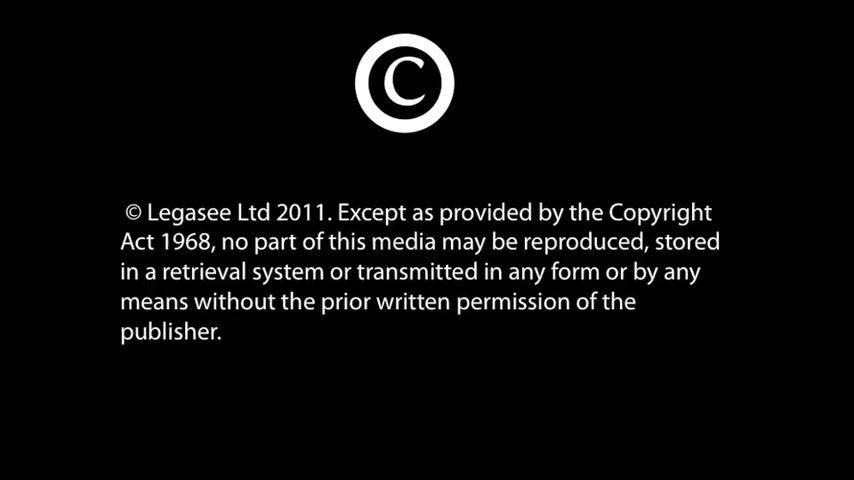 ©
© Legasee Ltd 2011. Except as provided by the Copyright
Act 1968, no part of this media may be reproduced, stored
in a retrieval system or transmitted in any form or by any
means without the prior written permission of the
publisher.